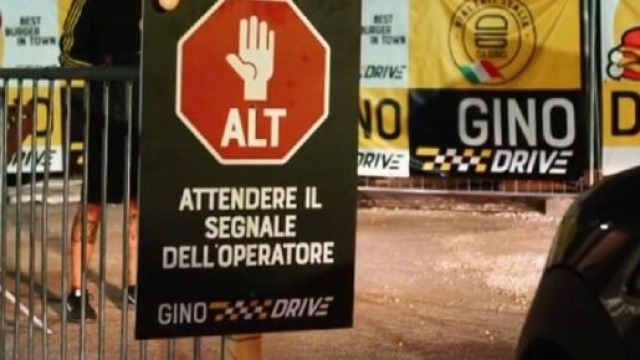 BEST
BURGER
IN TOWN
ALT
ATTENDERE IL
SEGNALE
DELL'OPERATORE
GINO DRIVE
BEST
BURGER
IN TOWN
DRIVE
NO
DRIVE
GINO
DRIVE
D